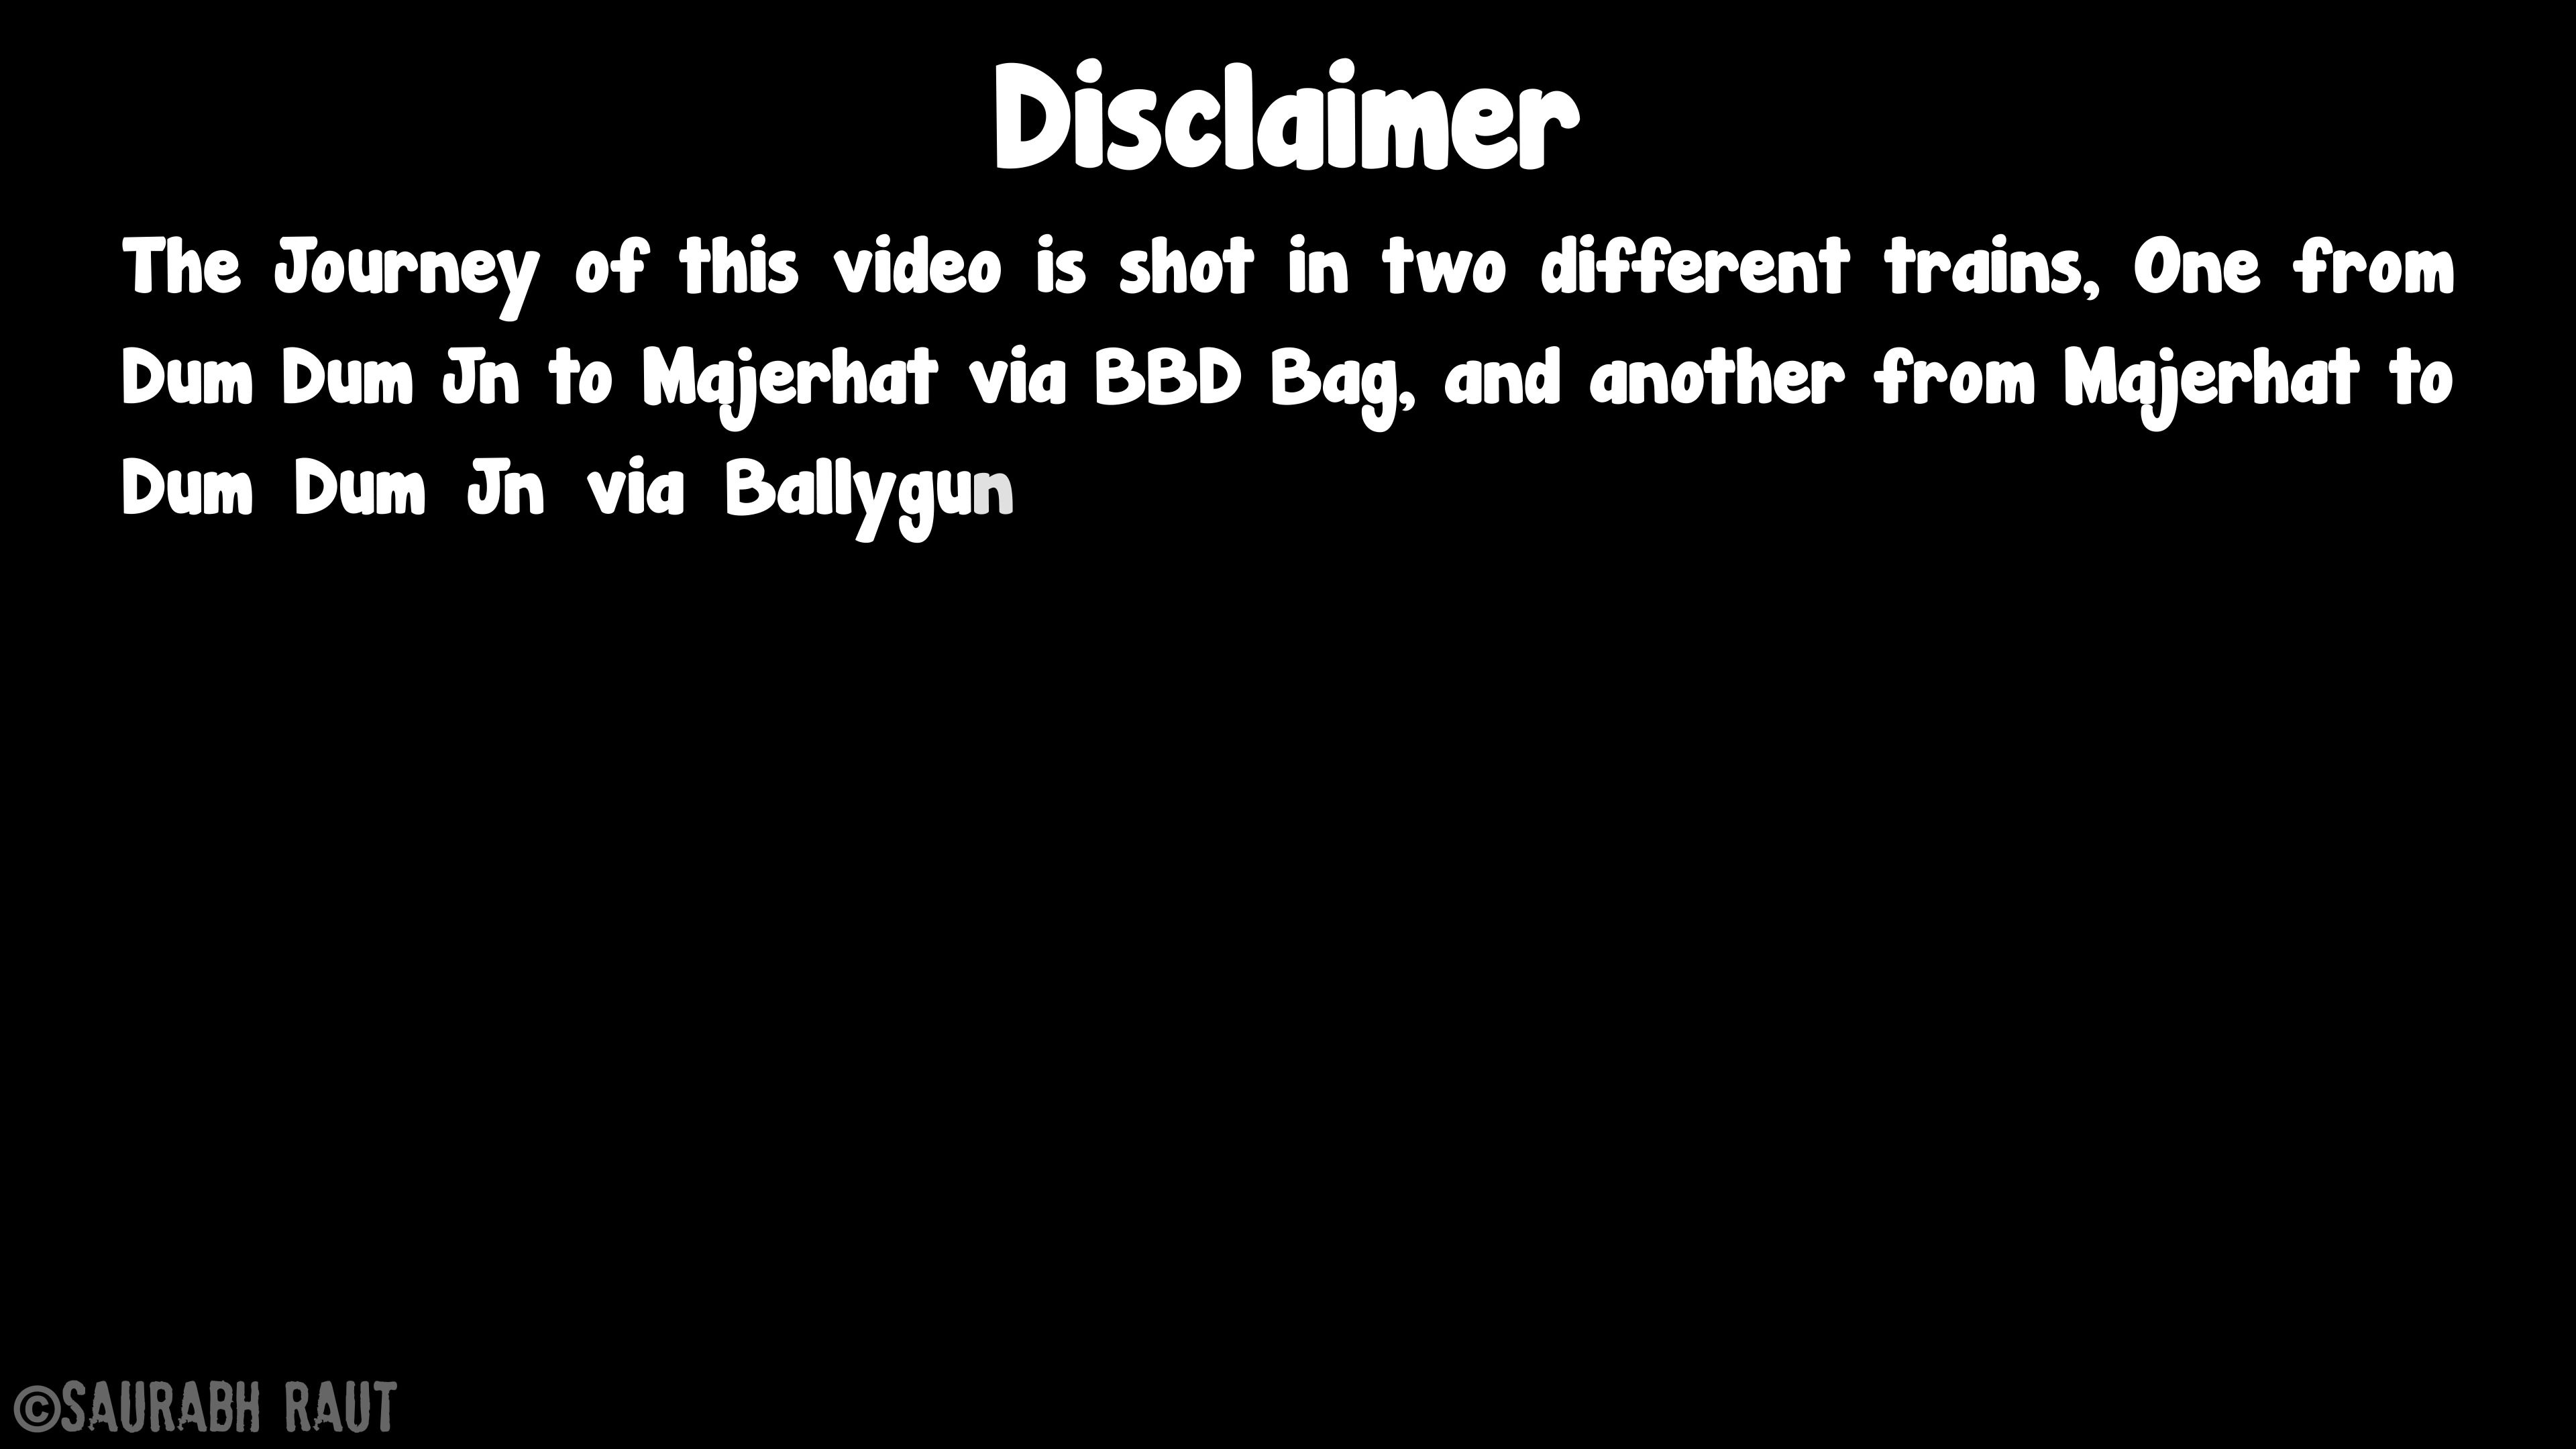 Disclaimer
The Journey of this video is shot in two different trains, One from
Dum Dum Jn to Majerhat via BBD Bag, and another from Majerhat to
Dum Dum Jn via Ballygun
©SAURABH RAUT